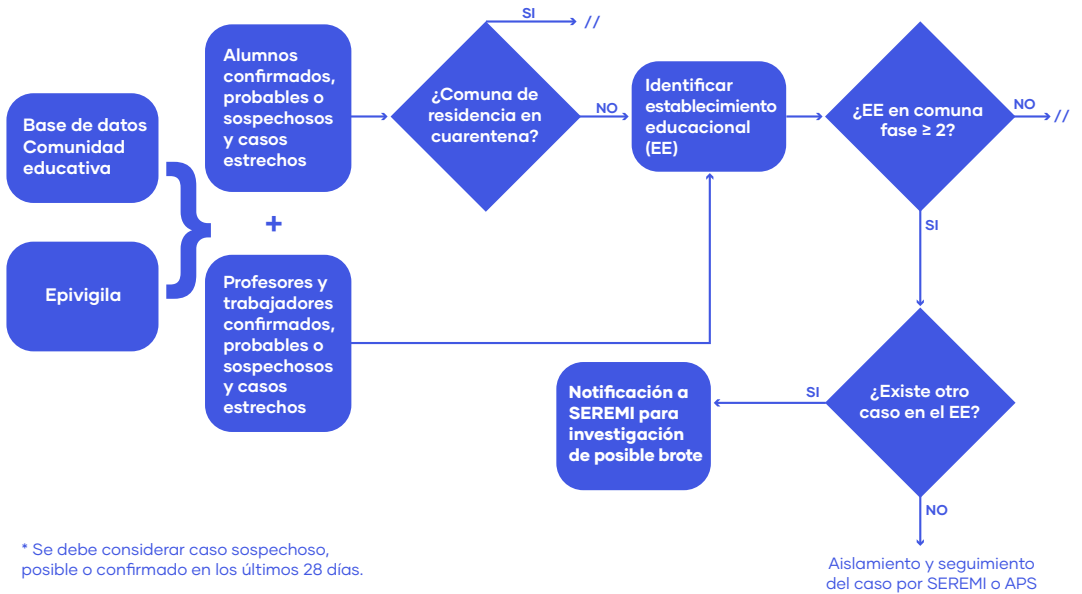 Base de datos
Comunidad
educativa
Epivigila
Alumnos
confirmados,
probables o
sospechosos
y casos
estrechos
+
Profesores y
trabajadores
confirmados,
probables o
sospechosos
y casos
estrechos
¿Comuna de
residencia en
cuarentena?
SI
//
NO
Identificar
establecimiento
educacional
(EE)
¿EE en comuna
fase ≥ 2?
NO
//
SI
¿Existe otro
caso en el EE?
SI
Notificación a
SEREMI para
investigación
de posible brote
NO
Aislamiento y seguimiento
del caso por SEREMI o APS
* Se debe considerar caso sospechoso,
posible o confirmado en los últimos 28 días.